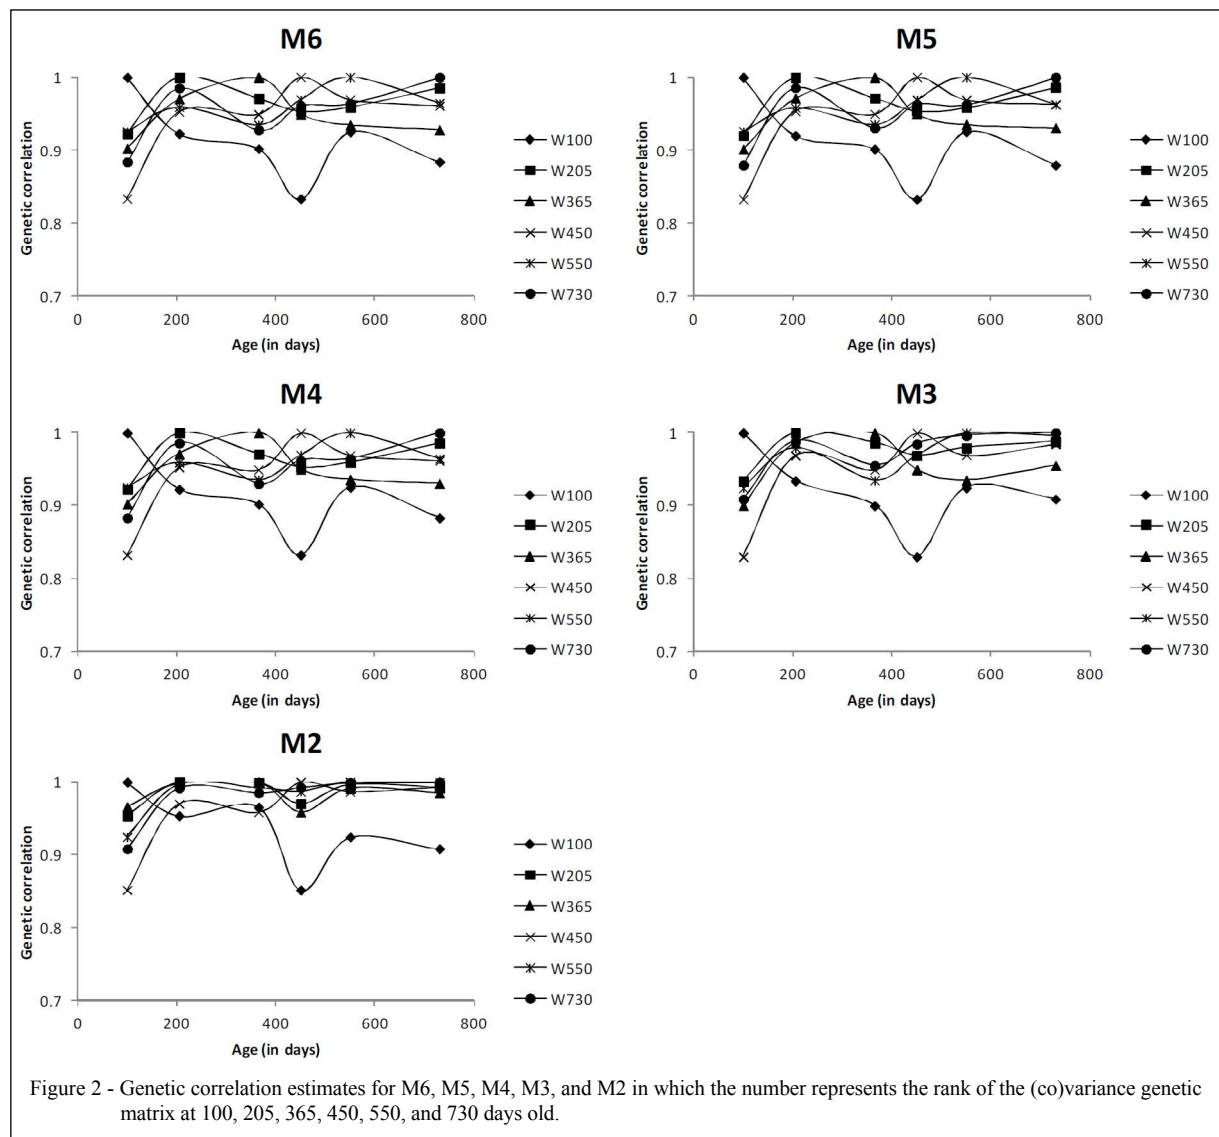 M6
1
0.9
0.8
0.7
Genetic correlation
0
200
400
600
800
Age (in days)
W100
W205
W365
W450
W550
W730
M5
1
0.9
0.8
0.7
Genetic correlation
0
200
400
600
800
Age (in days)
W100
W205
W365
W450
W550
W730
M4
1
0.9
0.8
0.7
Genetic correlation
0
200
400
600
800
Age (in days)
W100
W205
W365
W450
W550
W730
M3
1
0.9
0.8
0.7
Genetic correlation
0
200
400
600
800
Age (in days)
W100
W205
W365
W450
W550
W730
M2
1
0.9
0.8
0.7
Genetic correlation
0
200
400
600
800
Age (in days)
W100
W205
W365
W450
W550
W730
Figure 2 - Genetic correlation estimates for M6, M5, M4, M3, and M2 in which the number represents the rank of the (co)variance genetic
matrix at 100, 205, 365, 450, 550, and 730 days old.